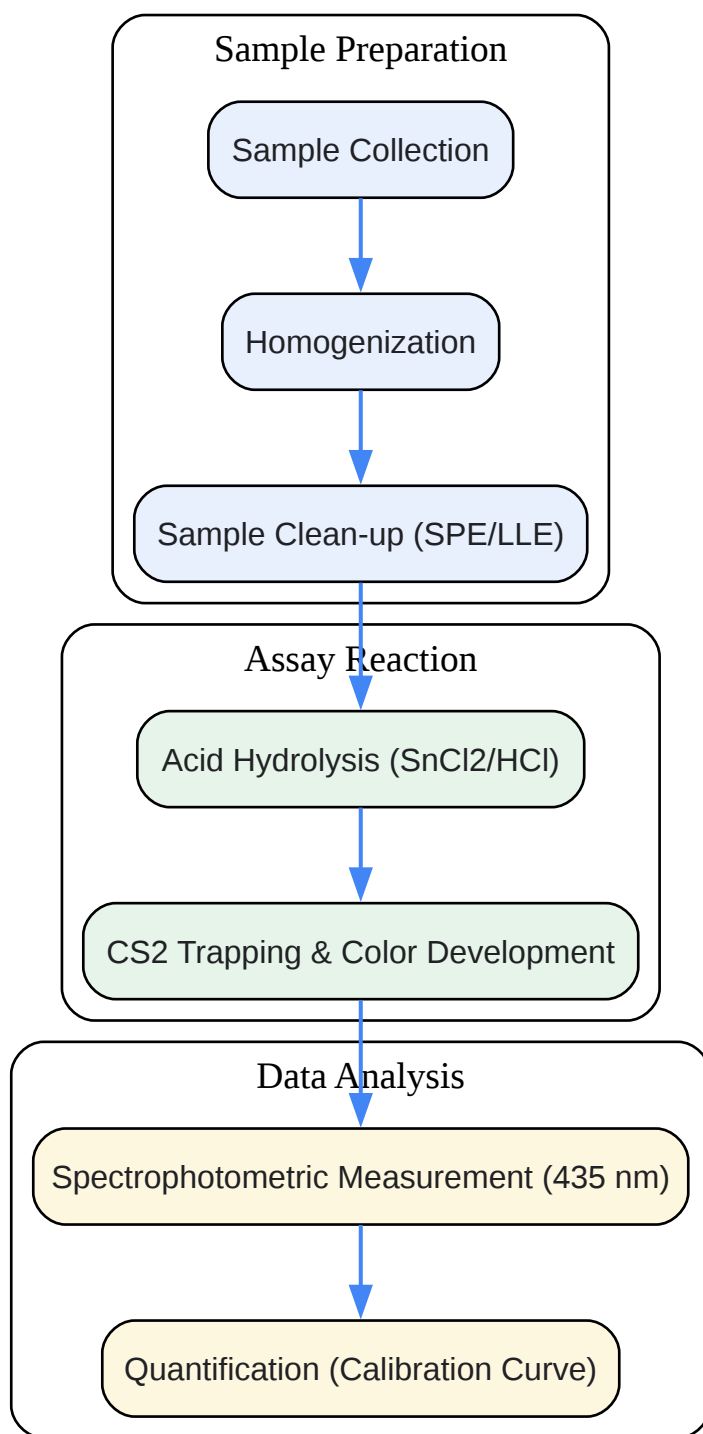 Sample Preparation
Sample Collection
Homogenization
Sample Clean-up (SPE/LLE)
Assay Reaction
Acid Hydrolysis (SnCl2/HCl)
CS2 Trapping & Color Development
Data Analysis
Spectrophotometric Measurement (435 nm)
Quantification (Calibration Curve)